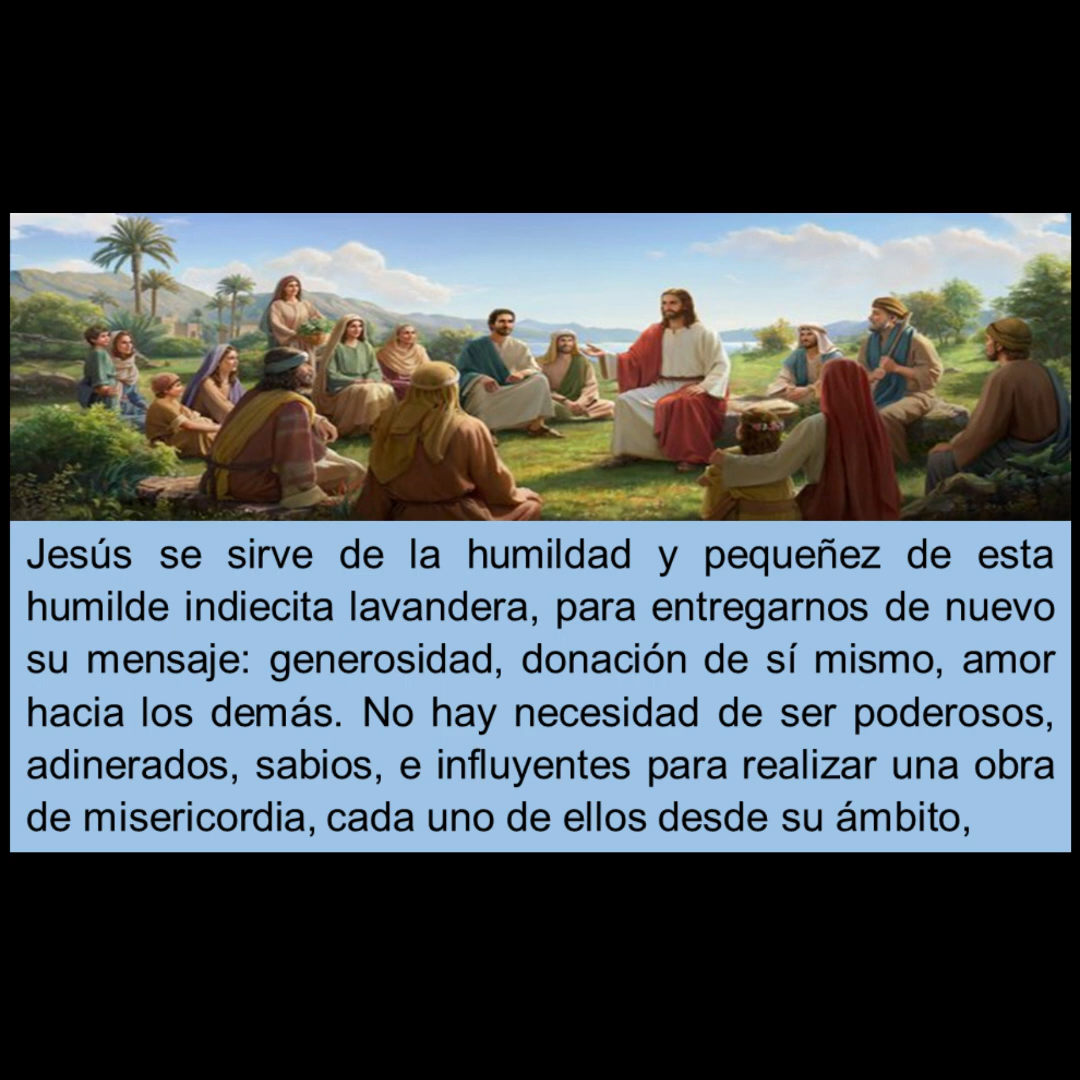 Jesús se sirve de la humildad y pequeñez de esta
humilde indiecita lavandera, para entregarnos de nuevo
su mensaje: generosidad, donación de sí mismo, amor
hacia los demás. No hay necesidad de ser poderosos,
adinerados, sabios, e influyentes para realizar una obra
de misericordia, cada uno de ellos desde su ámbito,